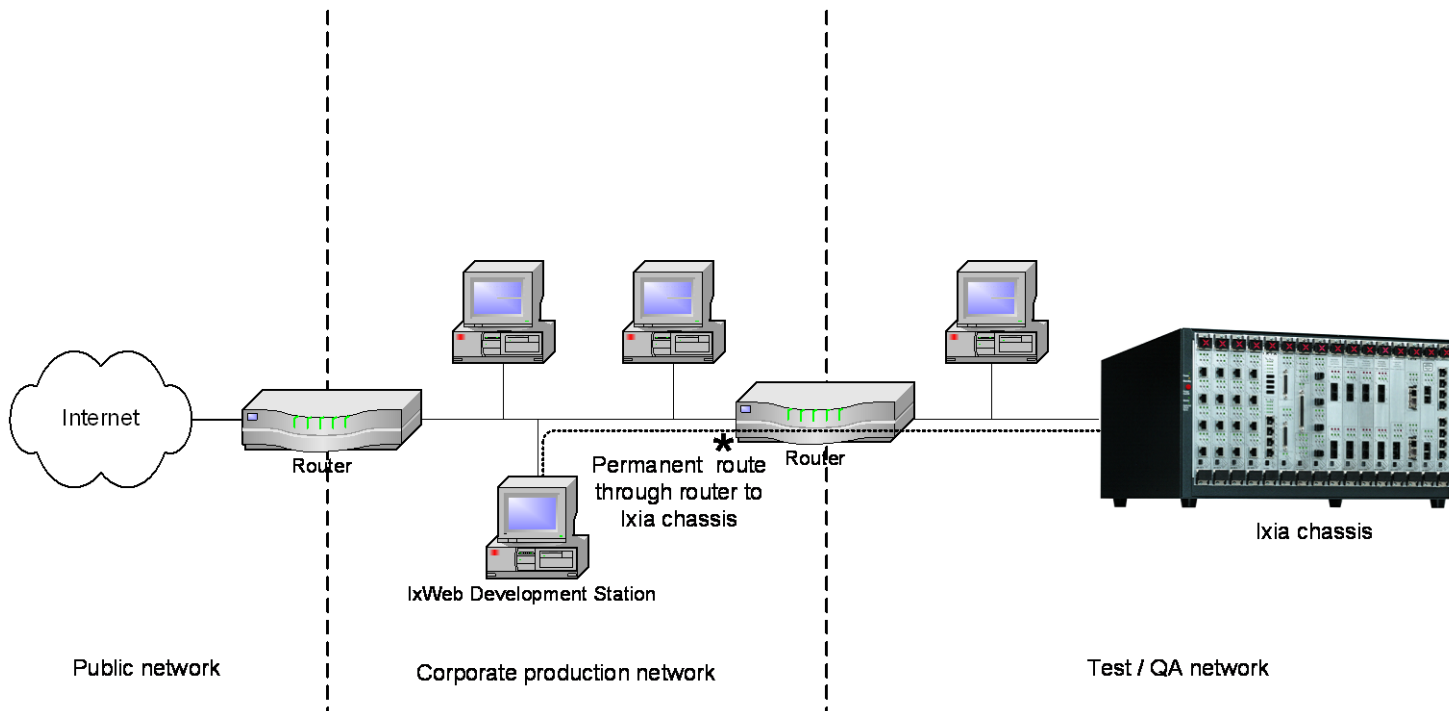 Internet
Router
*
Permanent route
through router to
Ixia chassis
Router
Ixia chassis
IxWeb Development Station
Public network
Corporate production network
Test / QA network